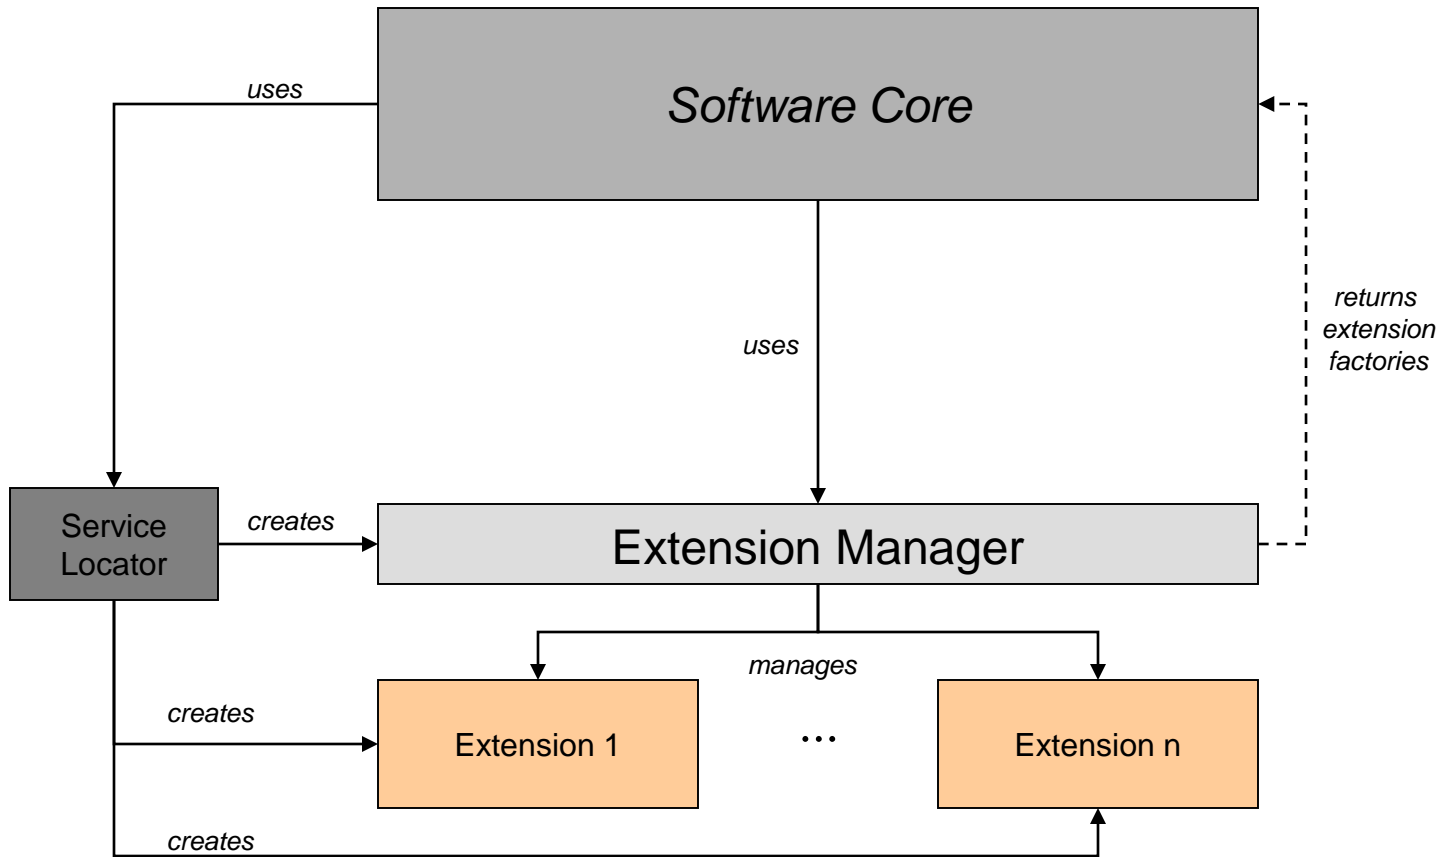 Software Core
uses
uses
returns
extension
factories
Service
Locator
creates
Extension Manager
manages
creates
Extension 1
...
Extension n
creates